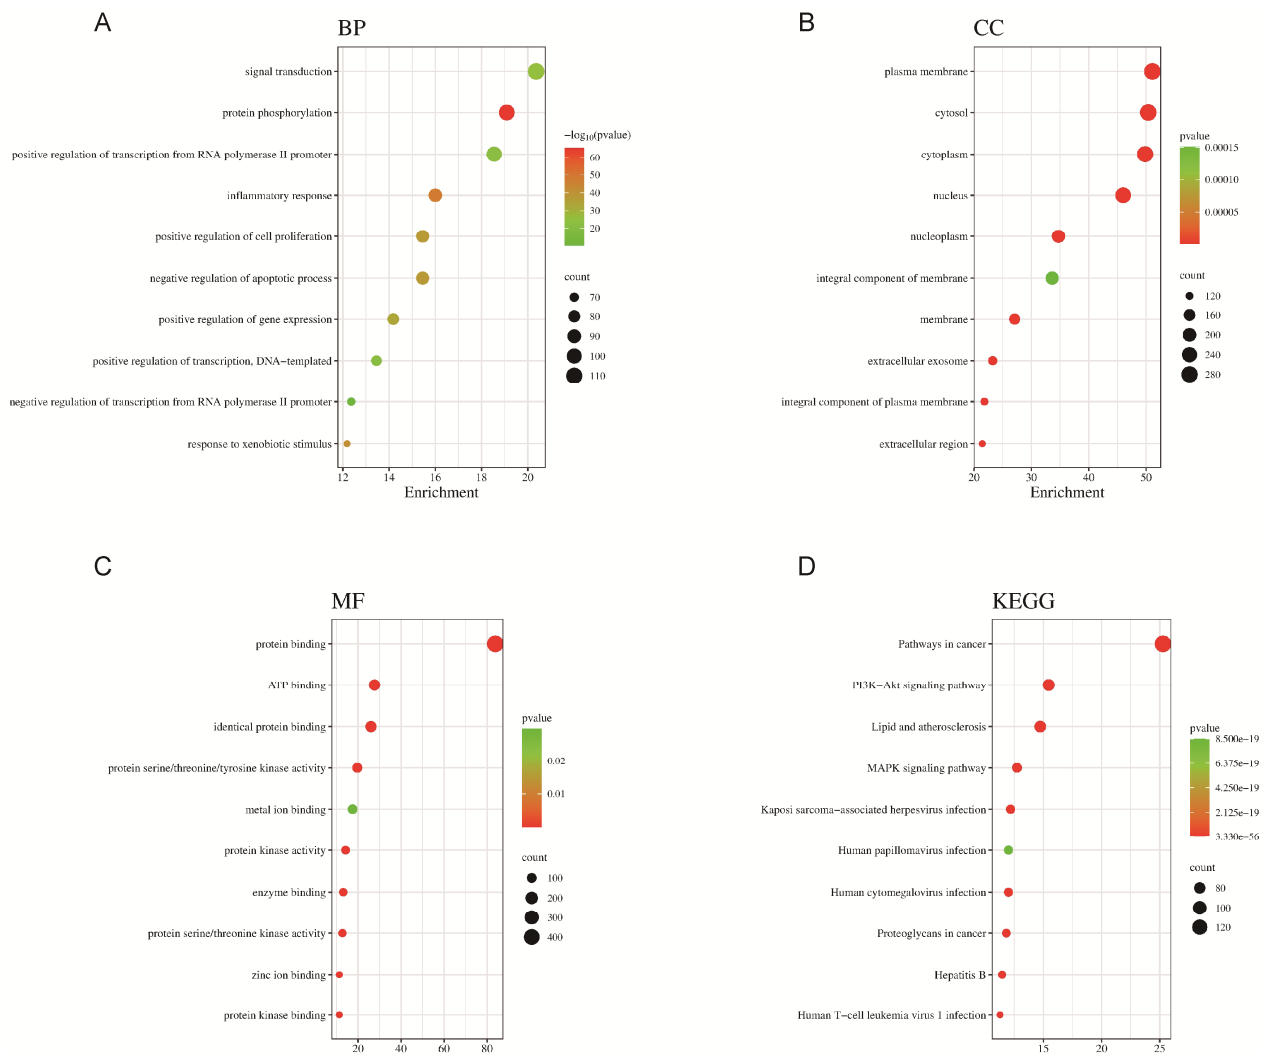 A
BP
signal transduction
protein phosphorylation
positive regulation of transcription from RNA polymerase II promoter
inflammatory response
positive regulation of cell proliferation
negative regulation of apoptotic process
positive regulation of gene expression
positive regulation of transcription, DNA−templated
negative regulation of transcription from RNA polymerase II promoter
response to xenobiotic stimulus
12 14 16 18 20
Enrichment
−log10(pvalue)
60
50
40
30
20
count
70
80
90
100
110
B
CC
plasma membrane
cytosol
cytoplasm
nucleus
nucleoplasm
integral component of membrane
membrane
extracellular exosome
integral component of plasma membrane
extracellular region
20 30 40 50
Enrichment
pvalue
0.00015
0.00010
0.00005
count
120
160
200
240
280
C
MF
protein binding
ATP binding
identical protein binding
protein serine/threonine/tyrosine kinase activity
metal ion binding
protein kinase activity
enzyme binding
protein serine/threonine kinase activity
zinc ion binding
protein kinase binding
20 40 60 80
pvalue
0.02
0.01
count
100
200
300
400
D
KEGG
Pathways in cancer
PI3K−Akt signaling pathway
Lipid and atherosclerosis
MAPK signaling pathway
Kaposi sarcoma−associated herpesvirus infection
Human papillomavirus infection
Human cytomegalovirus infection
Proteoglycans in cancer
Hepatitis B
Human T−cell leukemia virus 1 infection
15 20 25
pvalue
8.500e−19
6.375e−19
4.250e−19
2.125e−19
3.330e−56
count
80
100
120